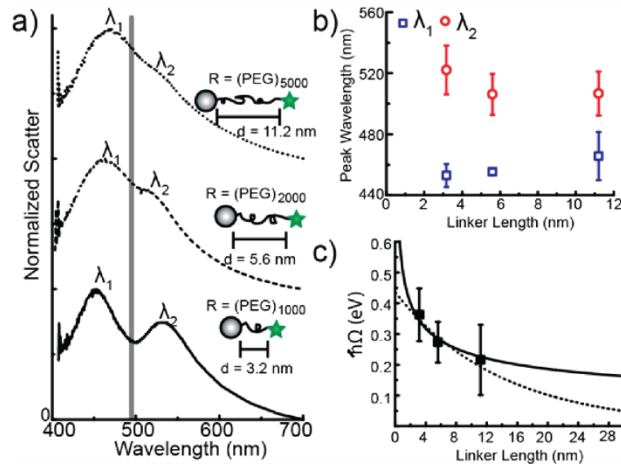 a)
λ1
λ2
R = (PEG)5000
d = 11.2 nm
λ1
λ2
R = (PEG)2000
d = 5.6 nm
λ1
λ2
R = (PEG)1000
d = 3.2 nm
Normalized Scatter
0
400 450 500 550 600 650 700
Wavelength (nm)
b)
λ1 λ2
Peak Wavelength (nm)
560
520
480
440
0 2 4 6 8 10 12
Linker Length (nm)
c)
ħΩ (eV)
0.6
0.5
0.4
0.3
0.2
0.1
0 4 8 12 16 20 24 28
Linker Length (nm)